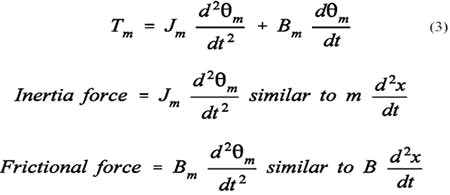 T_m = J_m d²θ_m/dt² + B_m dθ_m/dt (3)
Inertia force = J_m d²θ_m/dt² similar to m d²x/dt
Frictional force = B_m d²θ_m/dt² similar to B d²x/dt